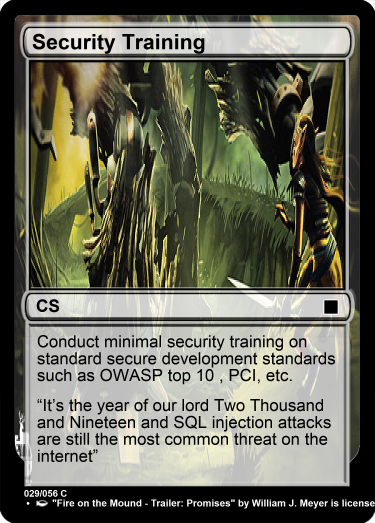 Security Training
CS
Conduct minimal security training on
standard secure development standards
such as OWASP top 10 , PCI, etc.
“It’s the year of our lord Two Thousand
and Nineteen and SQL injection attacks
are still the most common threat on the
internet”
029/056 C
• "Fire on the Mound - Trailer: Promises" by William J. Meyer is license